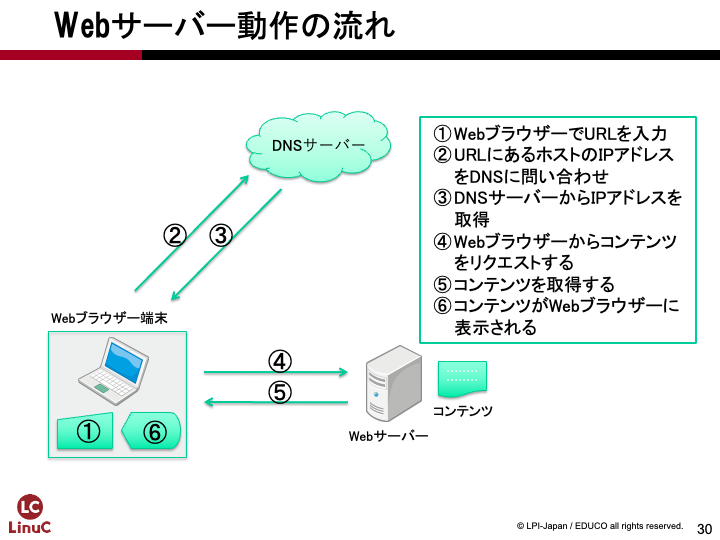 Webサーバー動作の流れ
DNSサーバー
①WebブラウザーでURLを入力
②URLにあるホストのIPアドレス
をDNSに問い合わせ
③DNSサーバーからIPアドレスを
取得
④Webブラウザーからコンテンツ
をリクエストする
⑤コンテンツを取得する
⑥コンテンツがWebブラウザーに
表示される
②
③
Webブラウザー端末
①
⑥
④
⑤
Webサーバー
コンテンツ
LC
LinuC
© LPI-Japan / EDUCO all rights reserved.
30